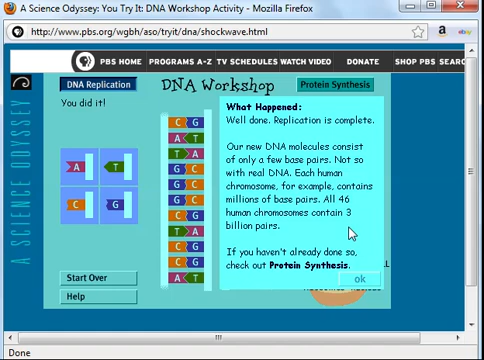 A Science Odyssey: You Try It: DNA Workshop Activity - Mozilla Firefox
http://www.pbs.org/wgbh/aso/tryit/dna/shockwave.html
PBS HOME PROGRAMS A-Z TV SCHEDULES WATCH VIDEO DONATE SHOP PBS SEARC
A SCIENCE ODYSSEY
DNA Replication
DNA Workshop
Protein Synthesis
You did it!
A T
C G
C G
A T
T A
G C
G C
G C
C G
T A
C G
C G
A T
What Happened:
Well done. Replication is complete.
Our new DNA molecules consist
of only a few base pairs. Not so
with real DNA. Each human
chromosome, for example, contains
millions of base pairs. All 46
human chromosomes contain 3
billion pairs.
If you haven't already done so,
check out Protein Synthesis.
ok
Start Over
Help
Done